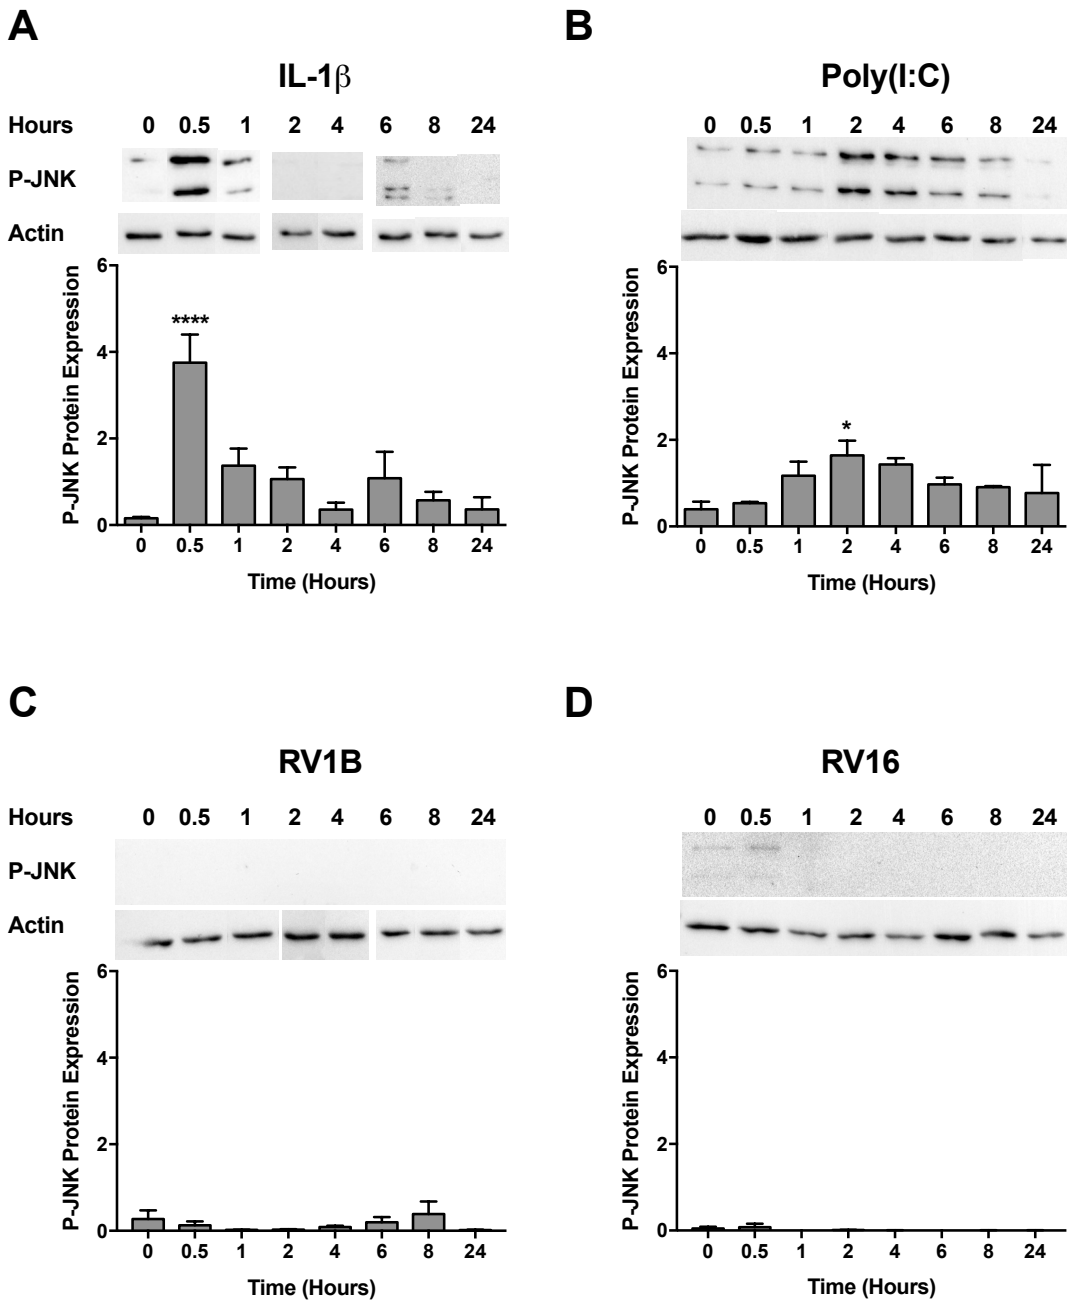 A
IL-1β
Hours 0 0.5 1 2 4 6 8 24
P-JNK
Actin
P-JNK Protein Expression
6
4
2
0
****
0 0.5 1 2 4 6 8 24
Time (Hours)
B
Poly(I:C)
0 0.5 1 2 4 6 8 24
P-JNK Protein Expression
6
4
2
0
*
0 0.5 1 2 4 6 8 24
Time (Hours)
C
RV1B
Hours 0 0.5 1 2 4 6 8 24
P-JNK
Actin
P-JNK Protein Expression
6
4
2
0
0 0.5 1 2 4 6 8 24
Time (Hours)
D
RV16
0 0.5 1 2 4 6 8 24
P-JNK Protein Expression
6
4
2
0
0 0.5 1 2 4 6 8 24
Time (Hours)